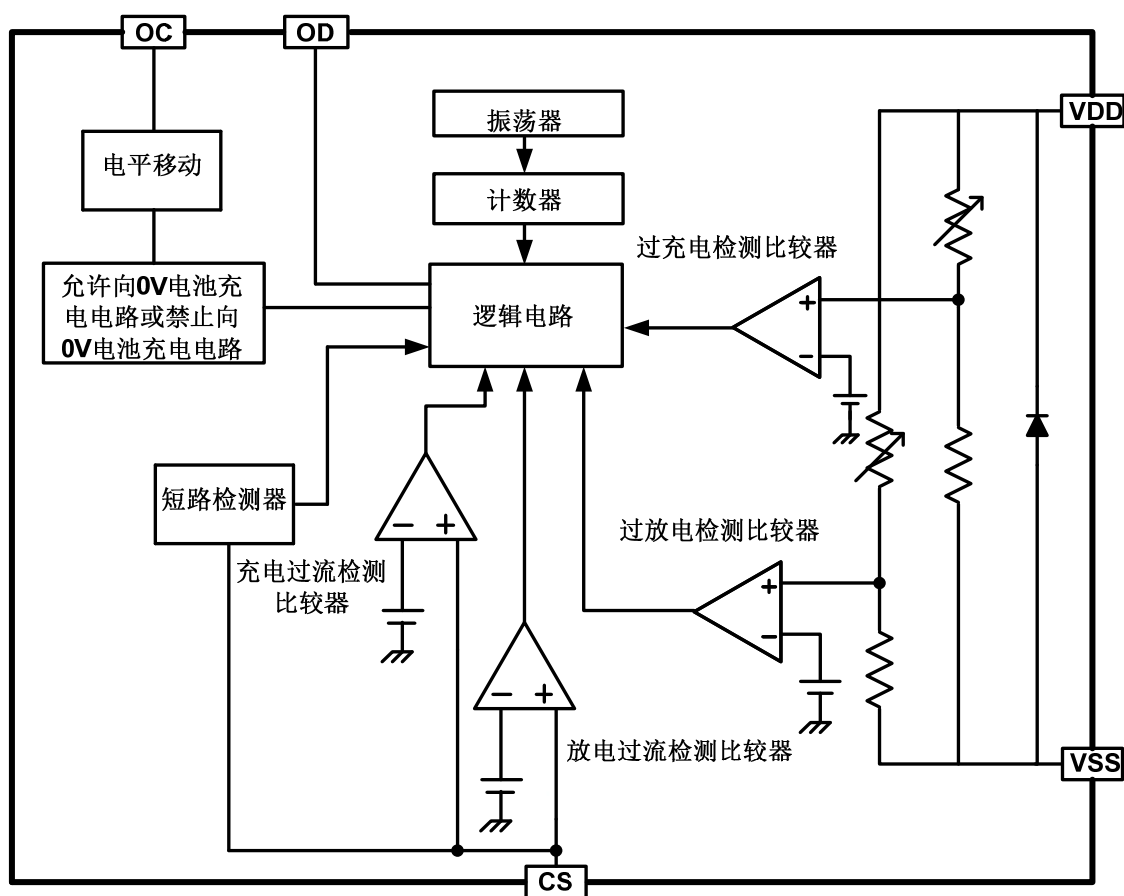 OC
OD
振荡器
VDD
电平移动
计数器
过充电检测比较器
允许向0V电池充
电电路或禁止向
0V电池充电电路
逻辑电路
+
−
短路检测器
− +
过放电检测比较器
充电过流检测
比较器
+
−
− +
放电过流检测比较器
VSS
CS